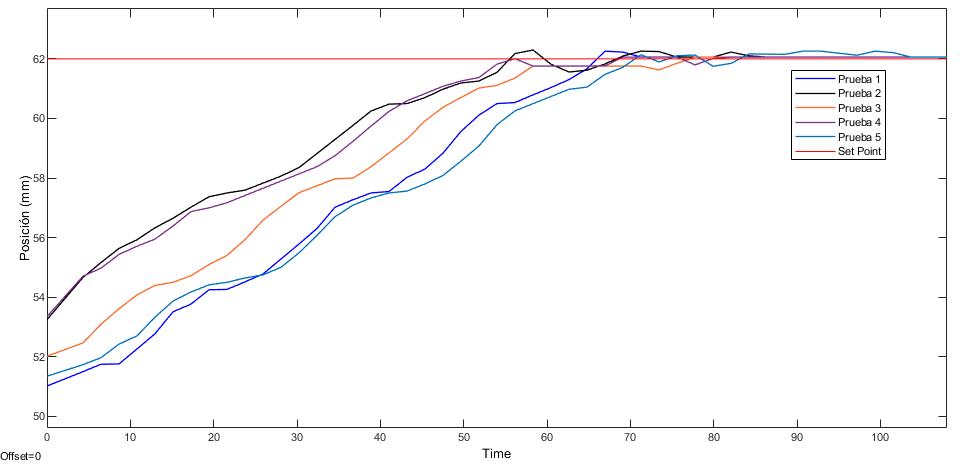 62
60
58
56
54
52
50
Posición (mm)
Prueba 1
Prueba 2
Prueba 3
Prueba 4
Prueba 5
Set Point
0 10 20 30 40 50 60 70 80 90 100
Time
Offset=0